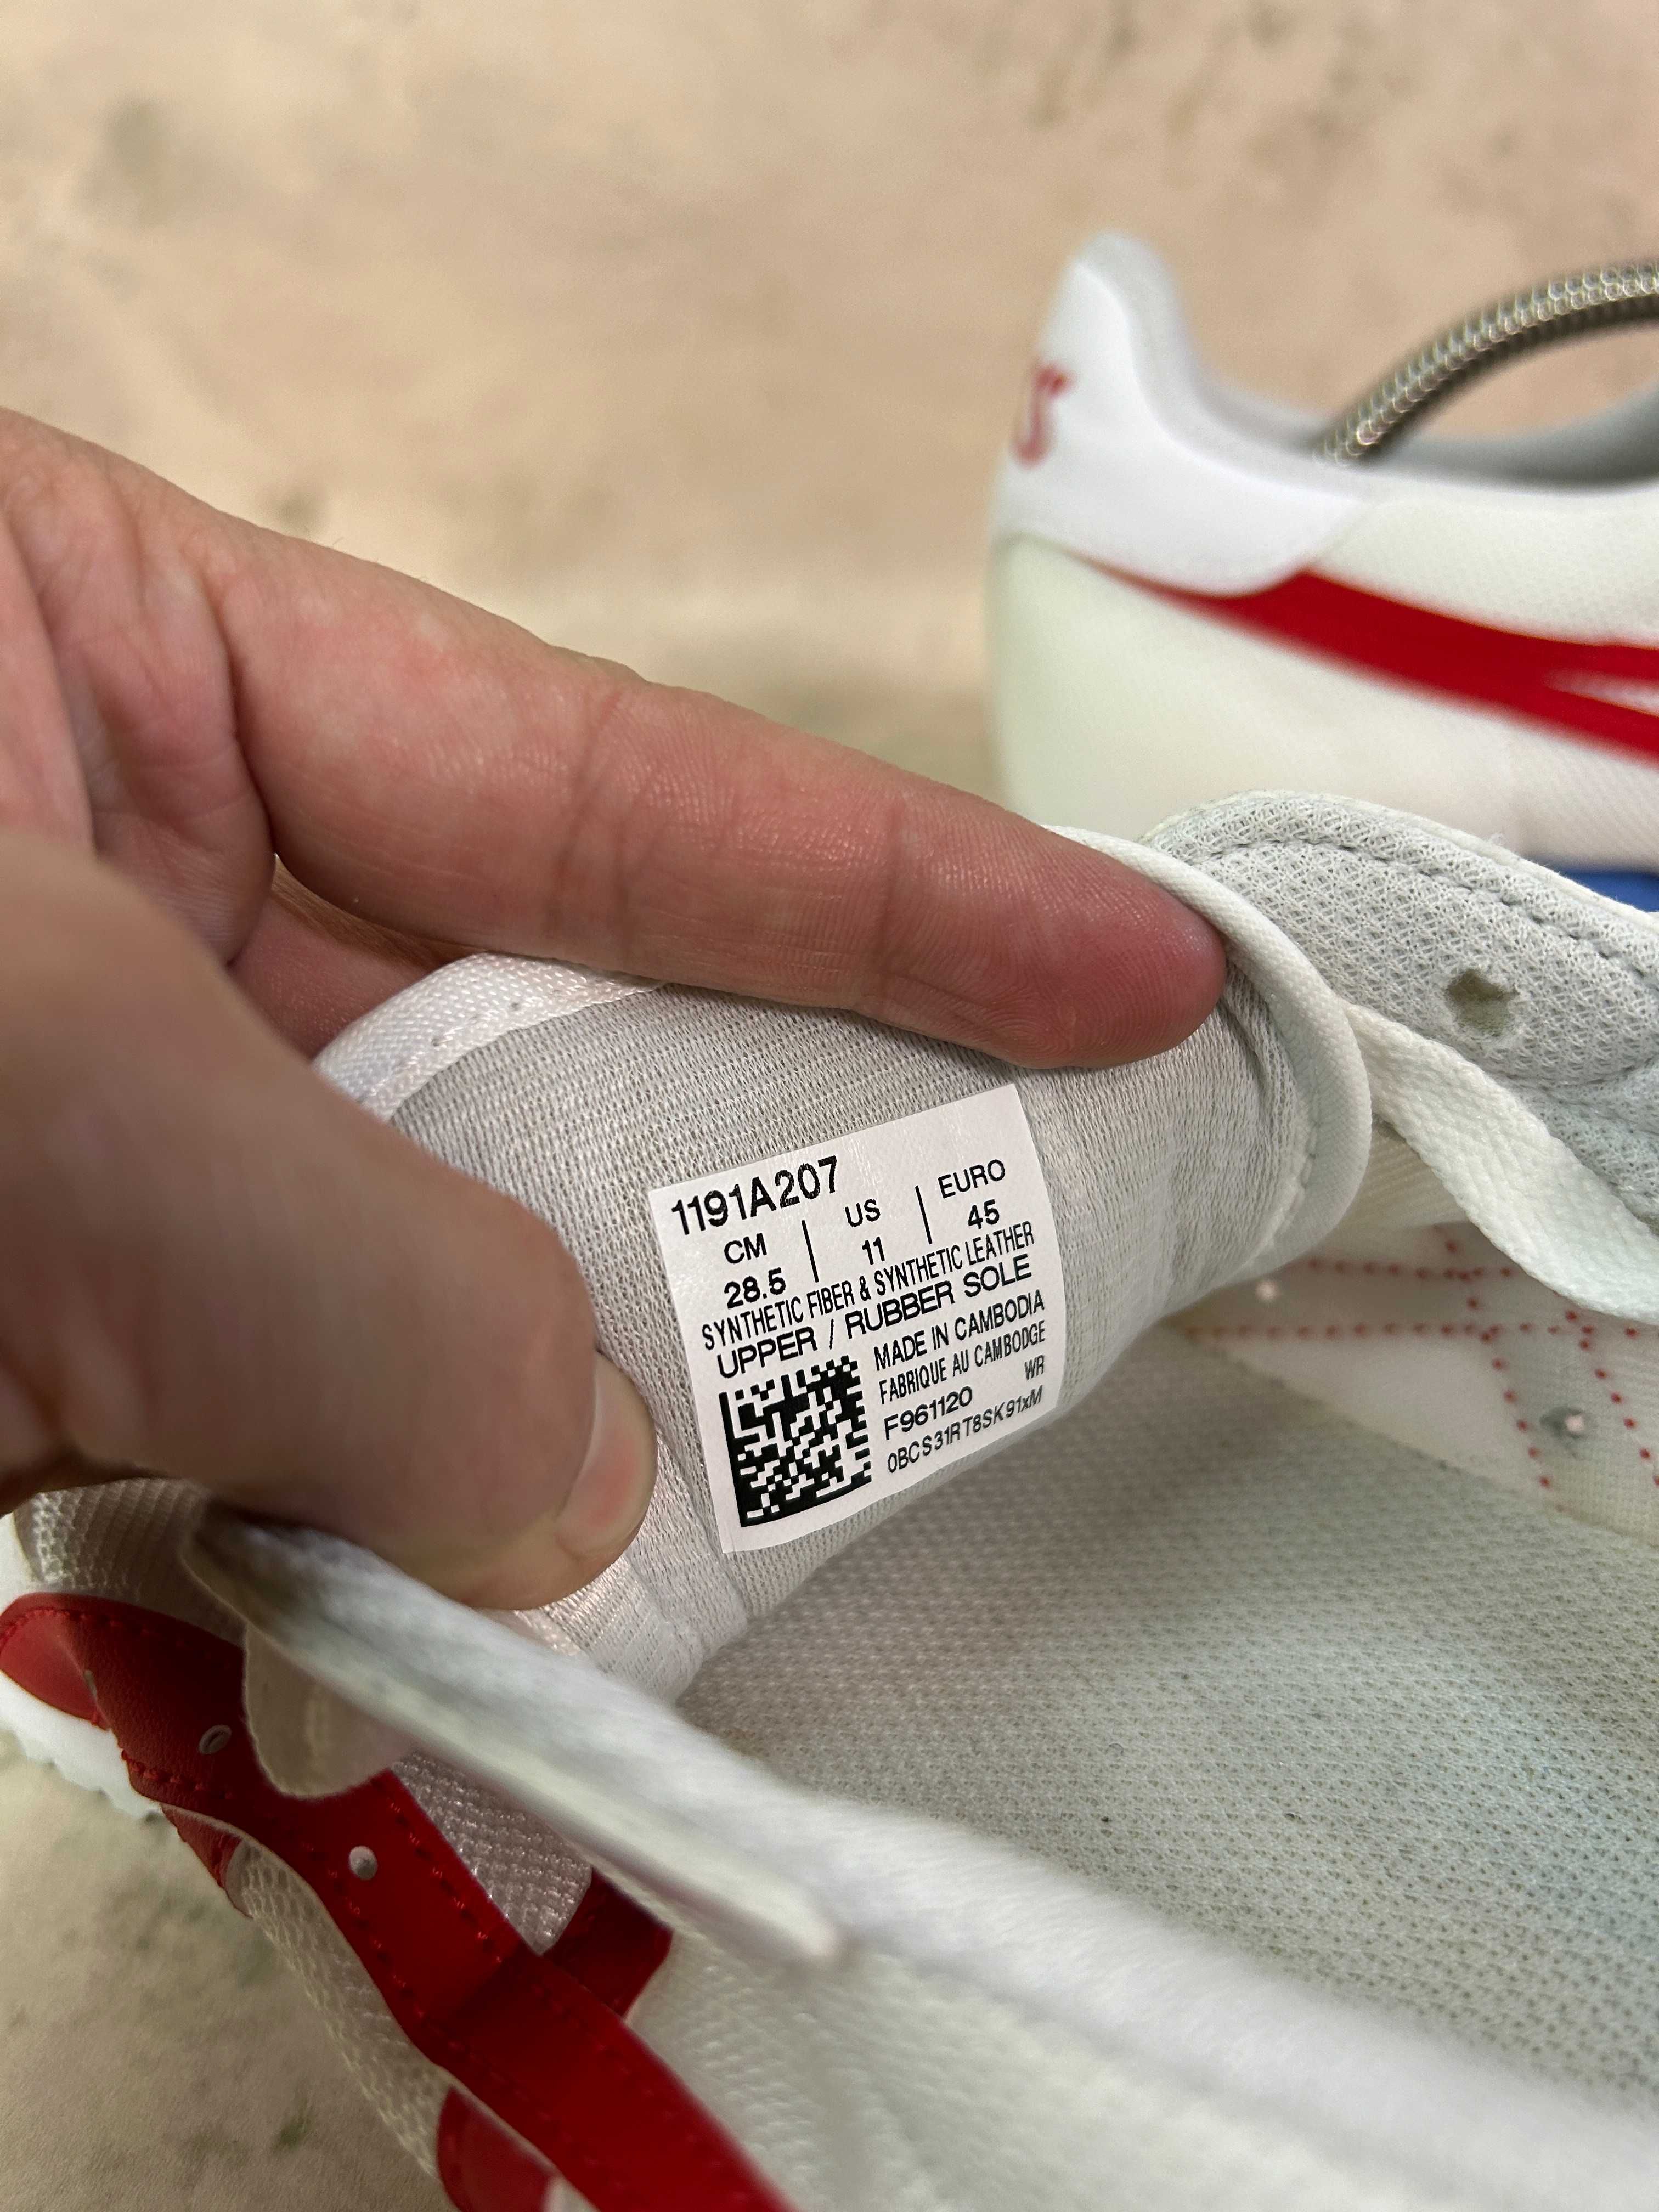 1191A207
CM | US | EURO
28.5 | 11 | 45
SYNTHETIC FIBER & SYNTHETIC LEATHER
UPPER / RUBBER SOLE
MADE IN CAMBODIA
FABRIQUE AU CAMBODGE
WR
F961120
0BCS31RT8SK91xM